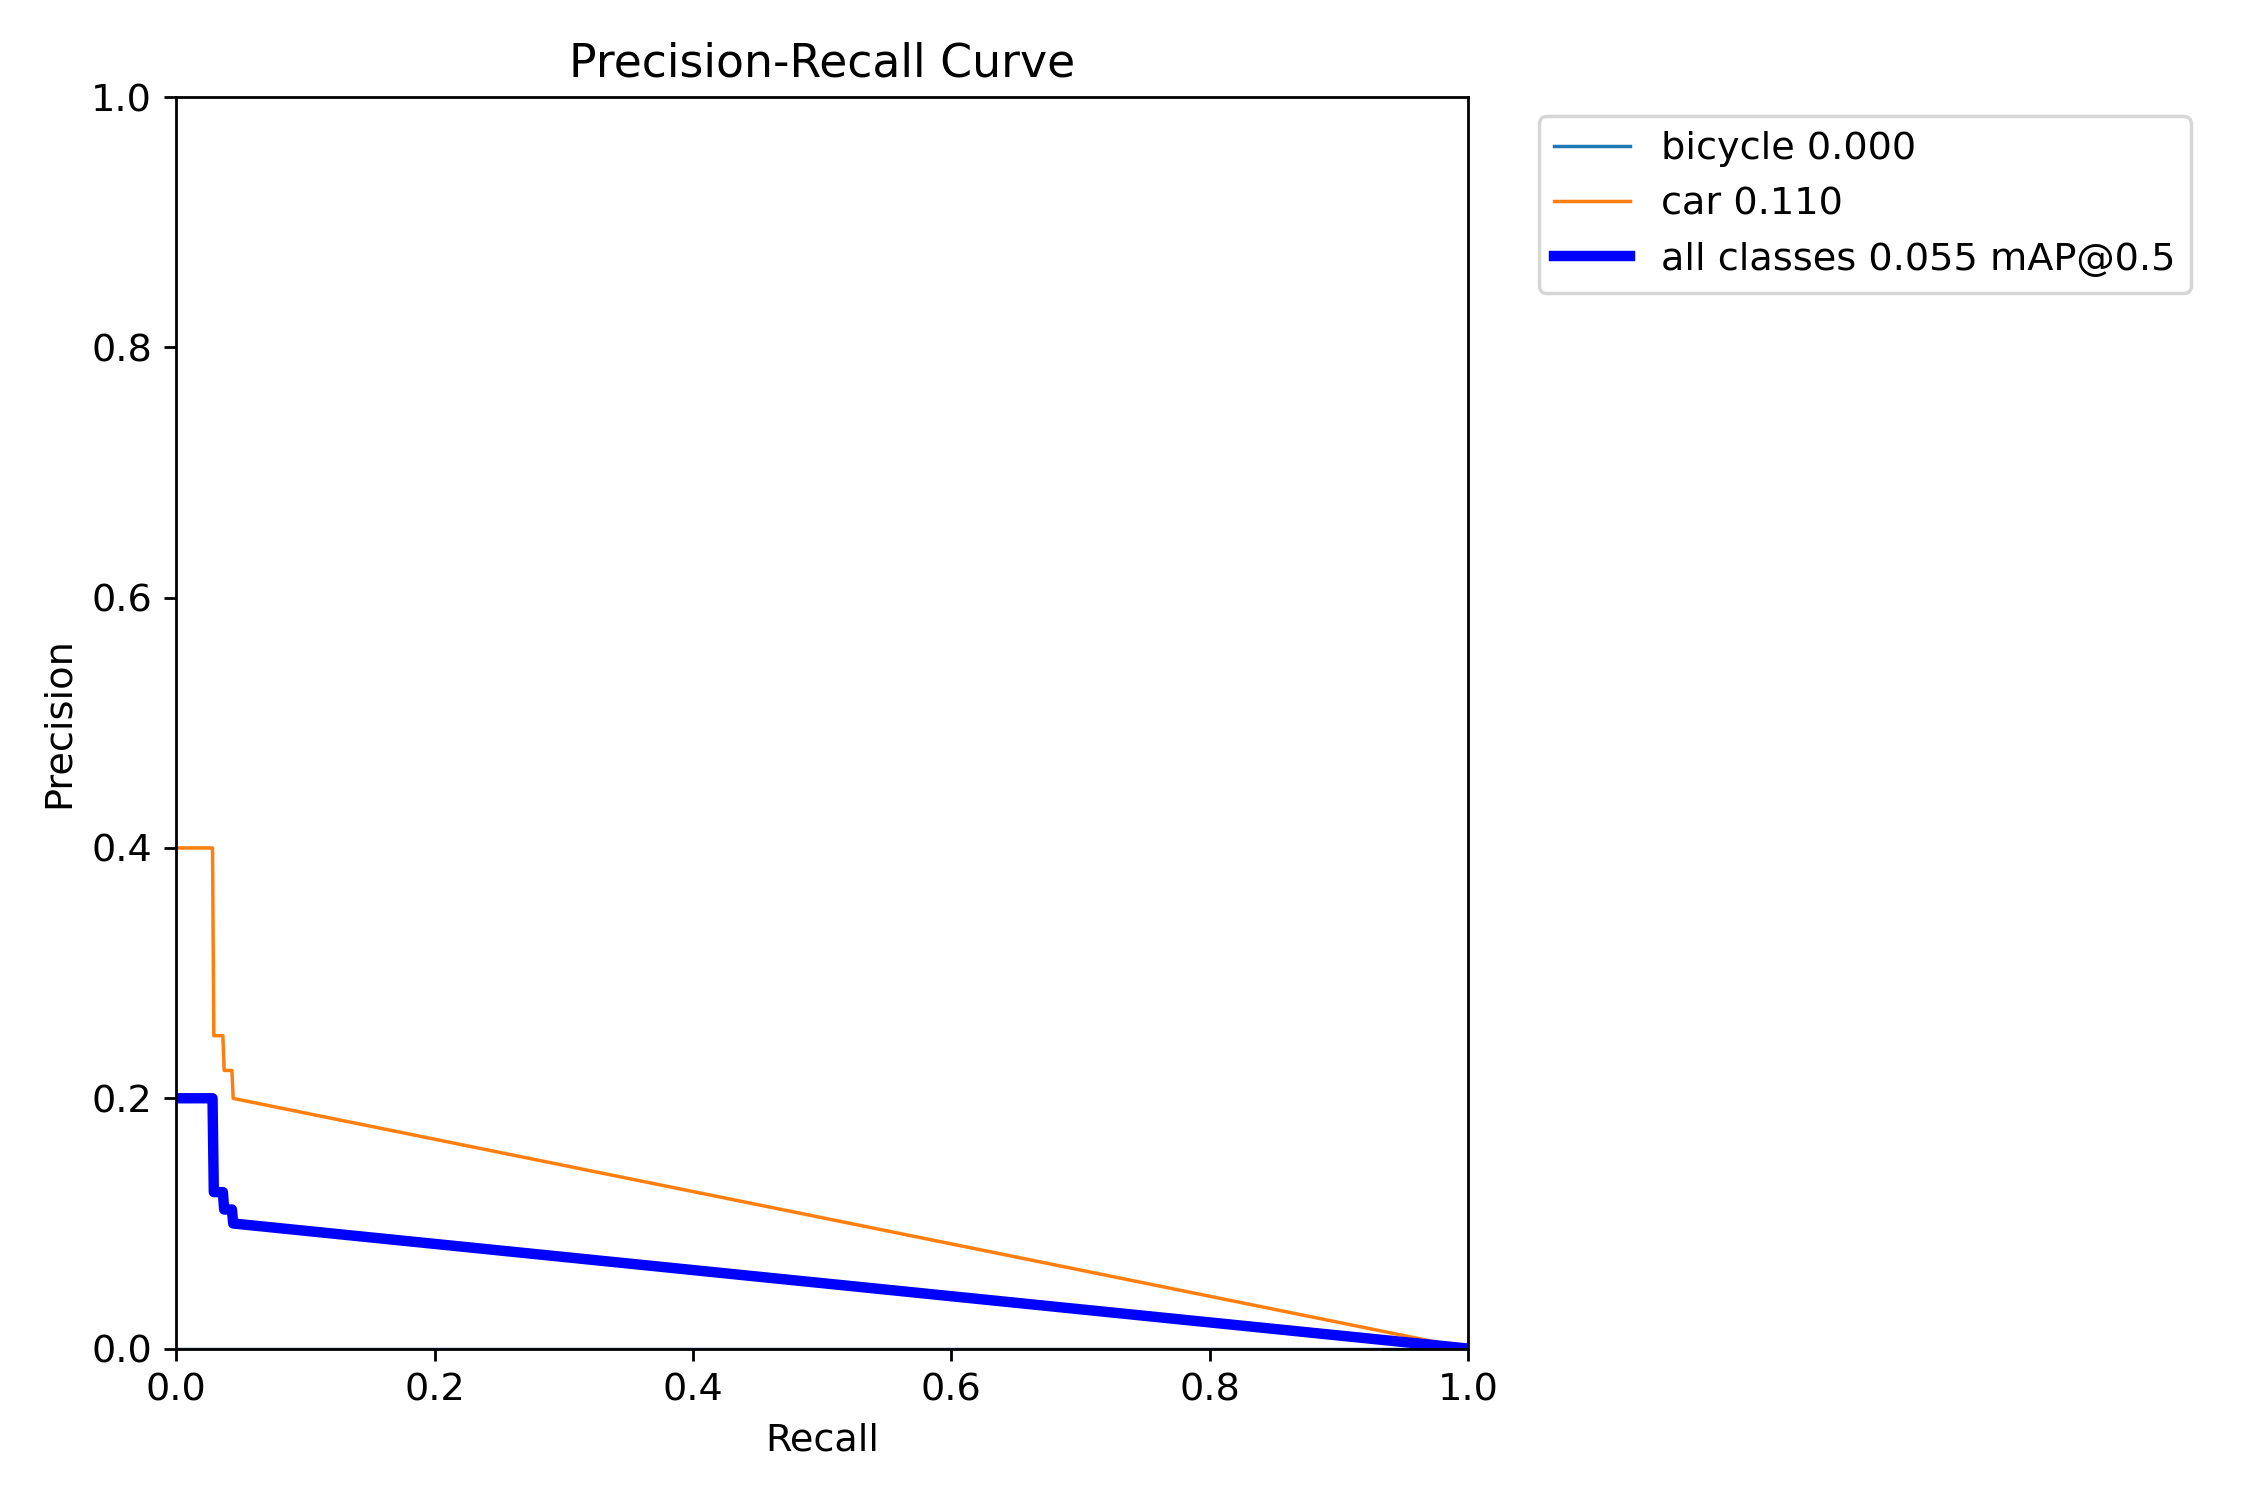 Precision-Recall Curve
1.0
0.8
0.6
0.4
0.2
0.0
Precision
0.0 0.2 0.4 0.6 0.8 1.0
Recall
bicycle 0.000
car 0.110
all classes 0.055 mAP@0.5